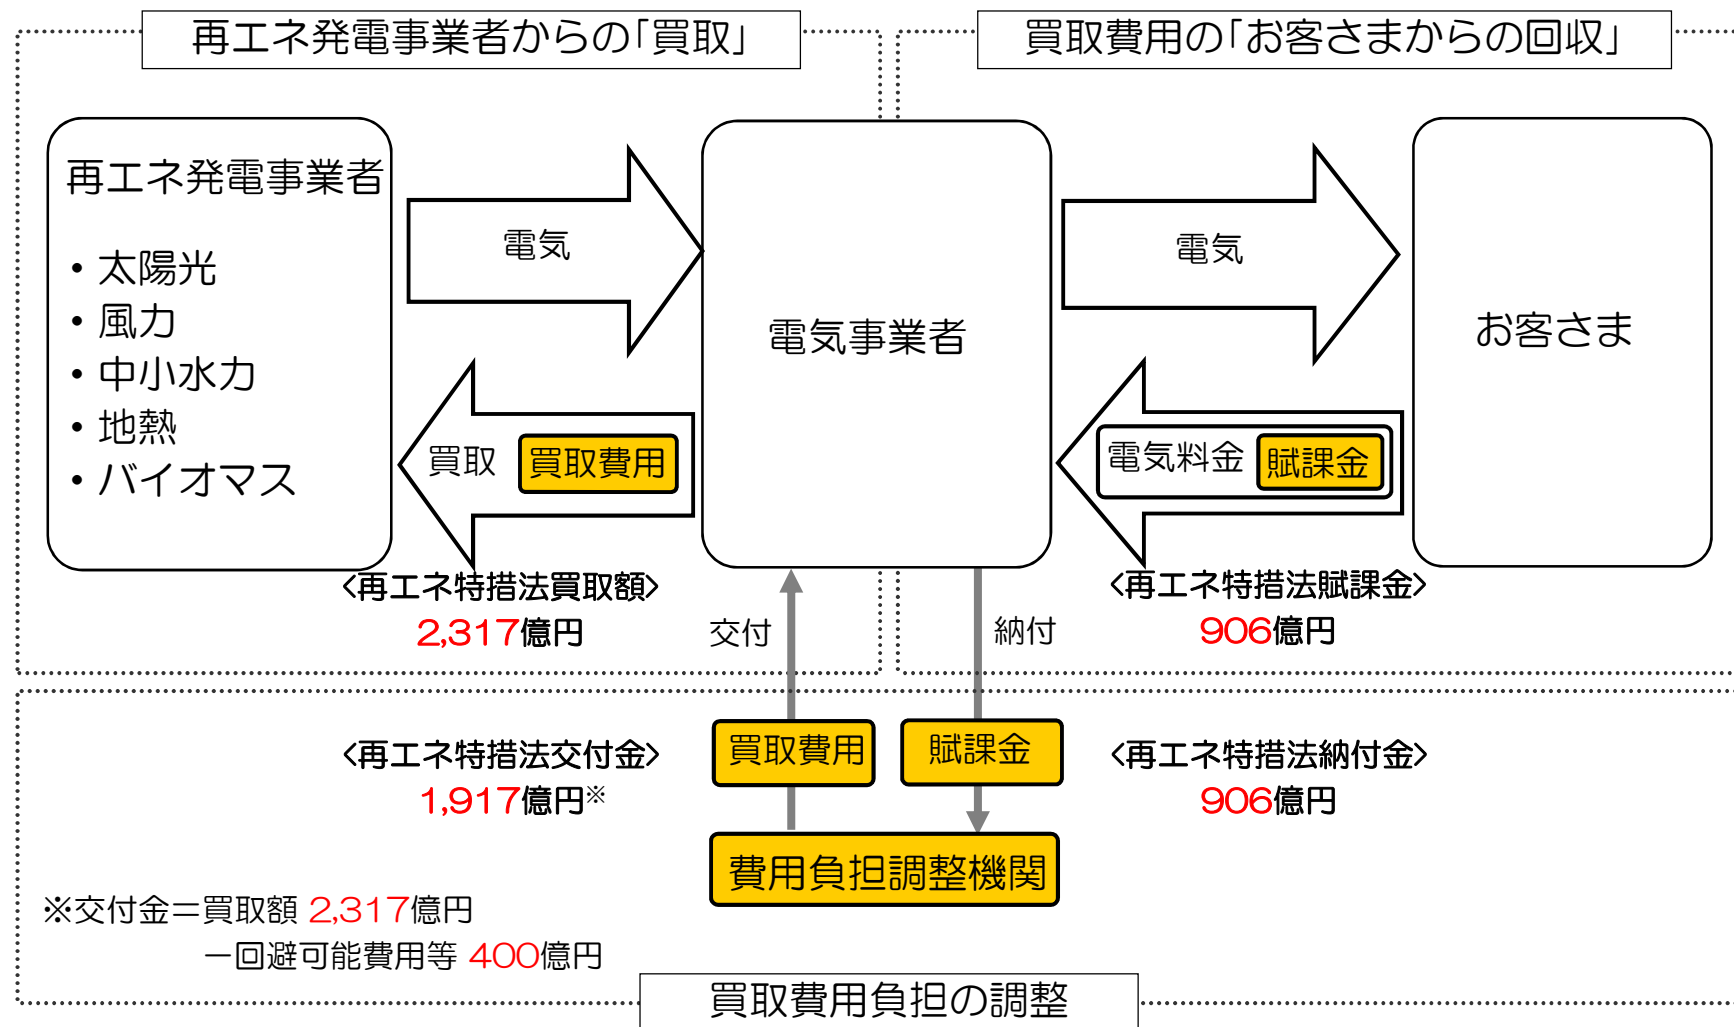 再エネ発電事業者からの「買取」
買取費用の「お客さまからの回収」
再エネ発電事業者
・太陽光
・風力
・中小水力
・地熱
・バイオマス
電気
買取 買取費用
電気事業者
電気
電気料金 賦課金
お客さま
<再エネ特措法買取額>
2,317億円
交付
納付
<再エネ特措法賦課金>
906億円
<再エネ特措法交付金>
1,917億円※
買取費用
賦課金
<再エネ特措法納付金>
906億円
費用負担調整機関
※交付金＝買取額 2,317億円
－回避可能費用等 400億円
買取費用負担の調整